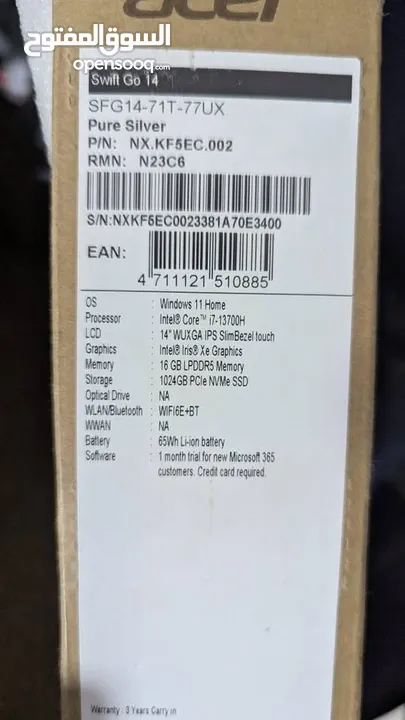 acer
السوق المفتوح
opensooq.com
Swift Go 14
SFG14-71T-77UX
Pure Silver
P/N: NX.KF5EC.002
RMN: N23C6
S/N:NXKF5EC0023381A70E3400
EAN:
4 711121 510885
OS : Windows 11 Home
Processor : Intel® Core™ i7-13700H
LCD : 14" WUXGA IPS SlimBezel touch
Graphics : Intel® Iris® Xe Graphics
Memory : 16 GB LPDDR5 Memory
Storage : 1024GB PCIe NVMe SSD
Optical Drive : NA
WLAN/Bluetooth : WIFI6E+BT
WWAN : NA
Battery : 65Wh Li-ion battery
Software : 1 month trial for new Microsoft 365
customers. Credit card required.
Warranty : 3 Years Carry in